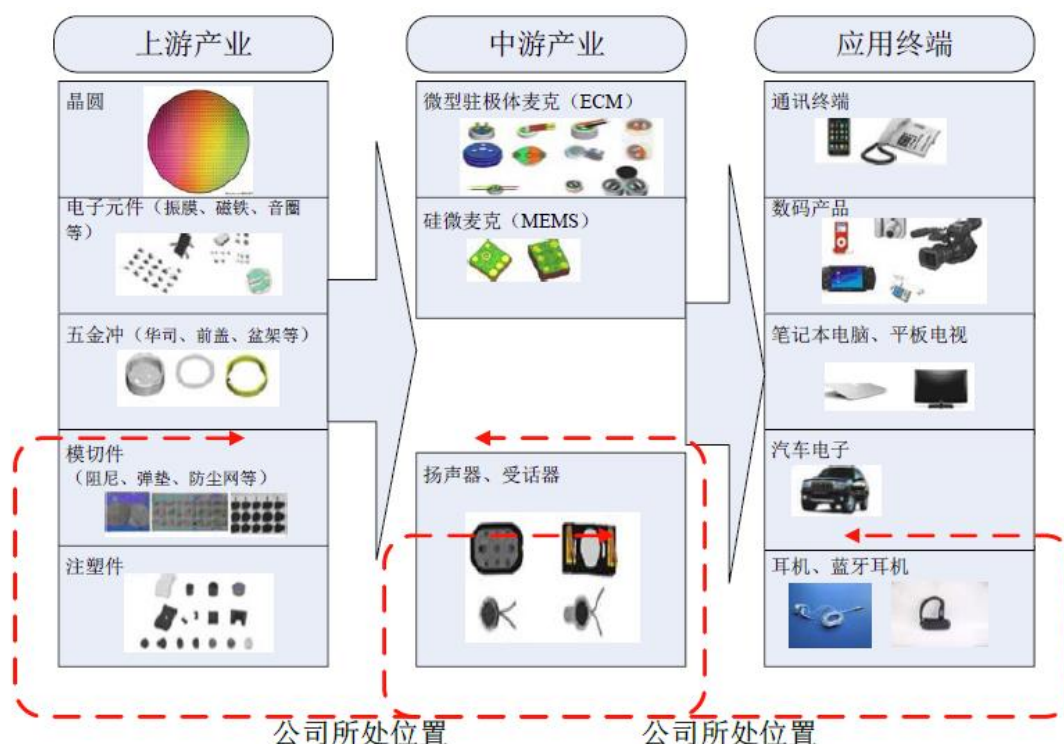 上游产业
中游产业
应用终端
晶圆
电子元件（振膜、磁铁、音圈
等）
五金冲（华司、前盖、盆架等）
模切件
（阻尼、弹垫、防尘网等）
注塑件
微型驻极体麦克（ECM）
硅微麦克（MEMS）
扬声器、受话器
通讯终端
数码产品
笔记本电脑、平板电视
汽车电子
耳机、蓝牙耳机
公司所处位置
公司所处位置